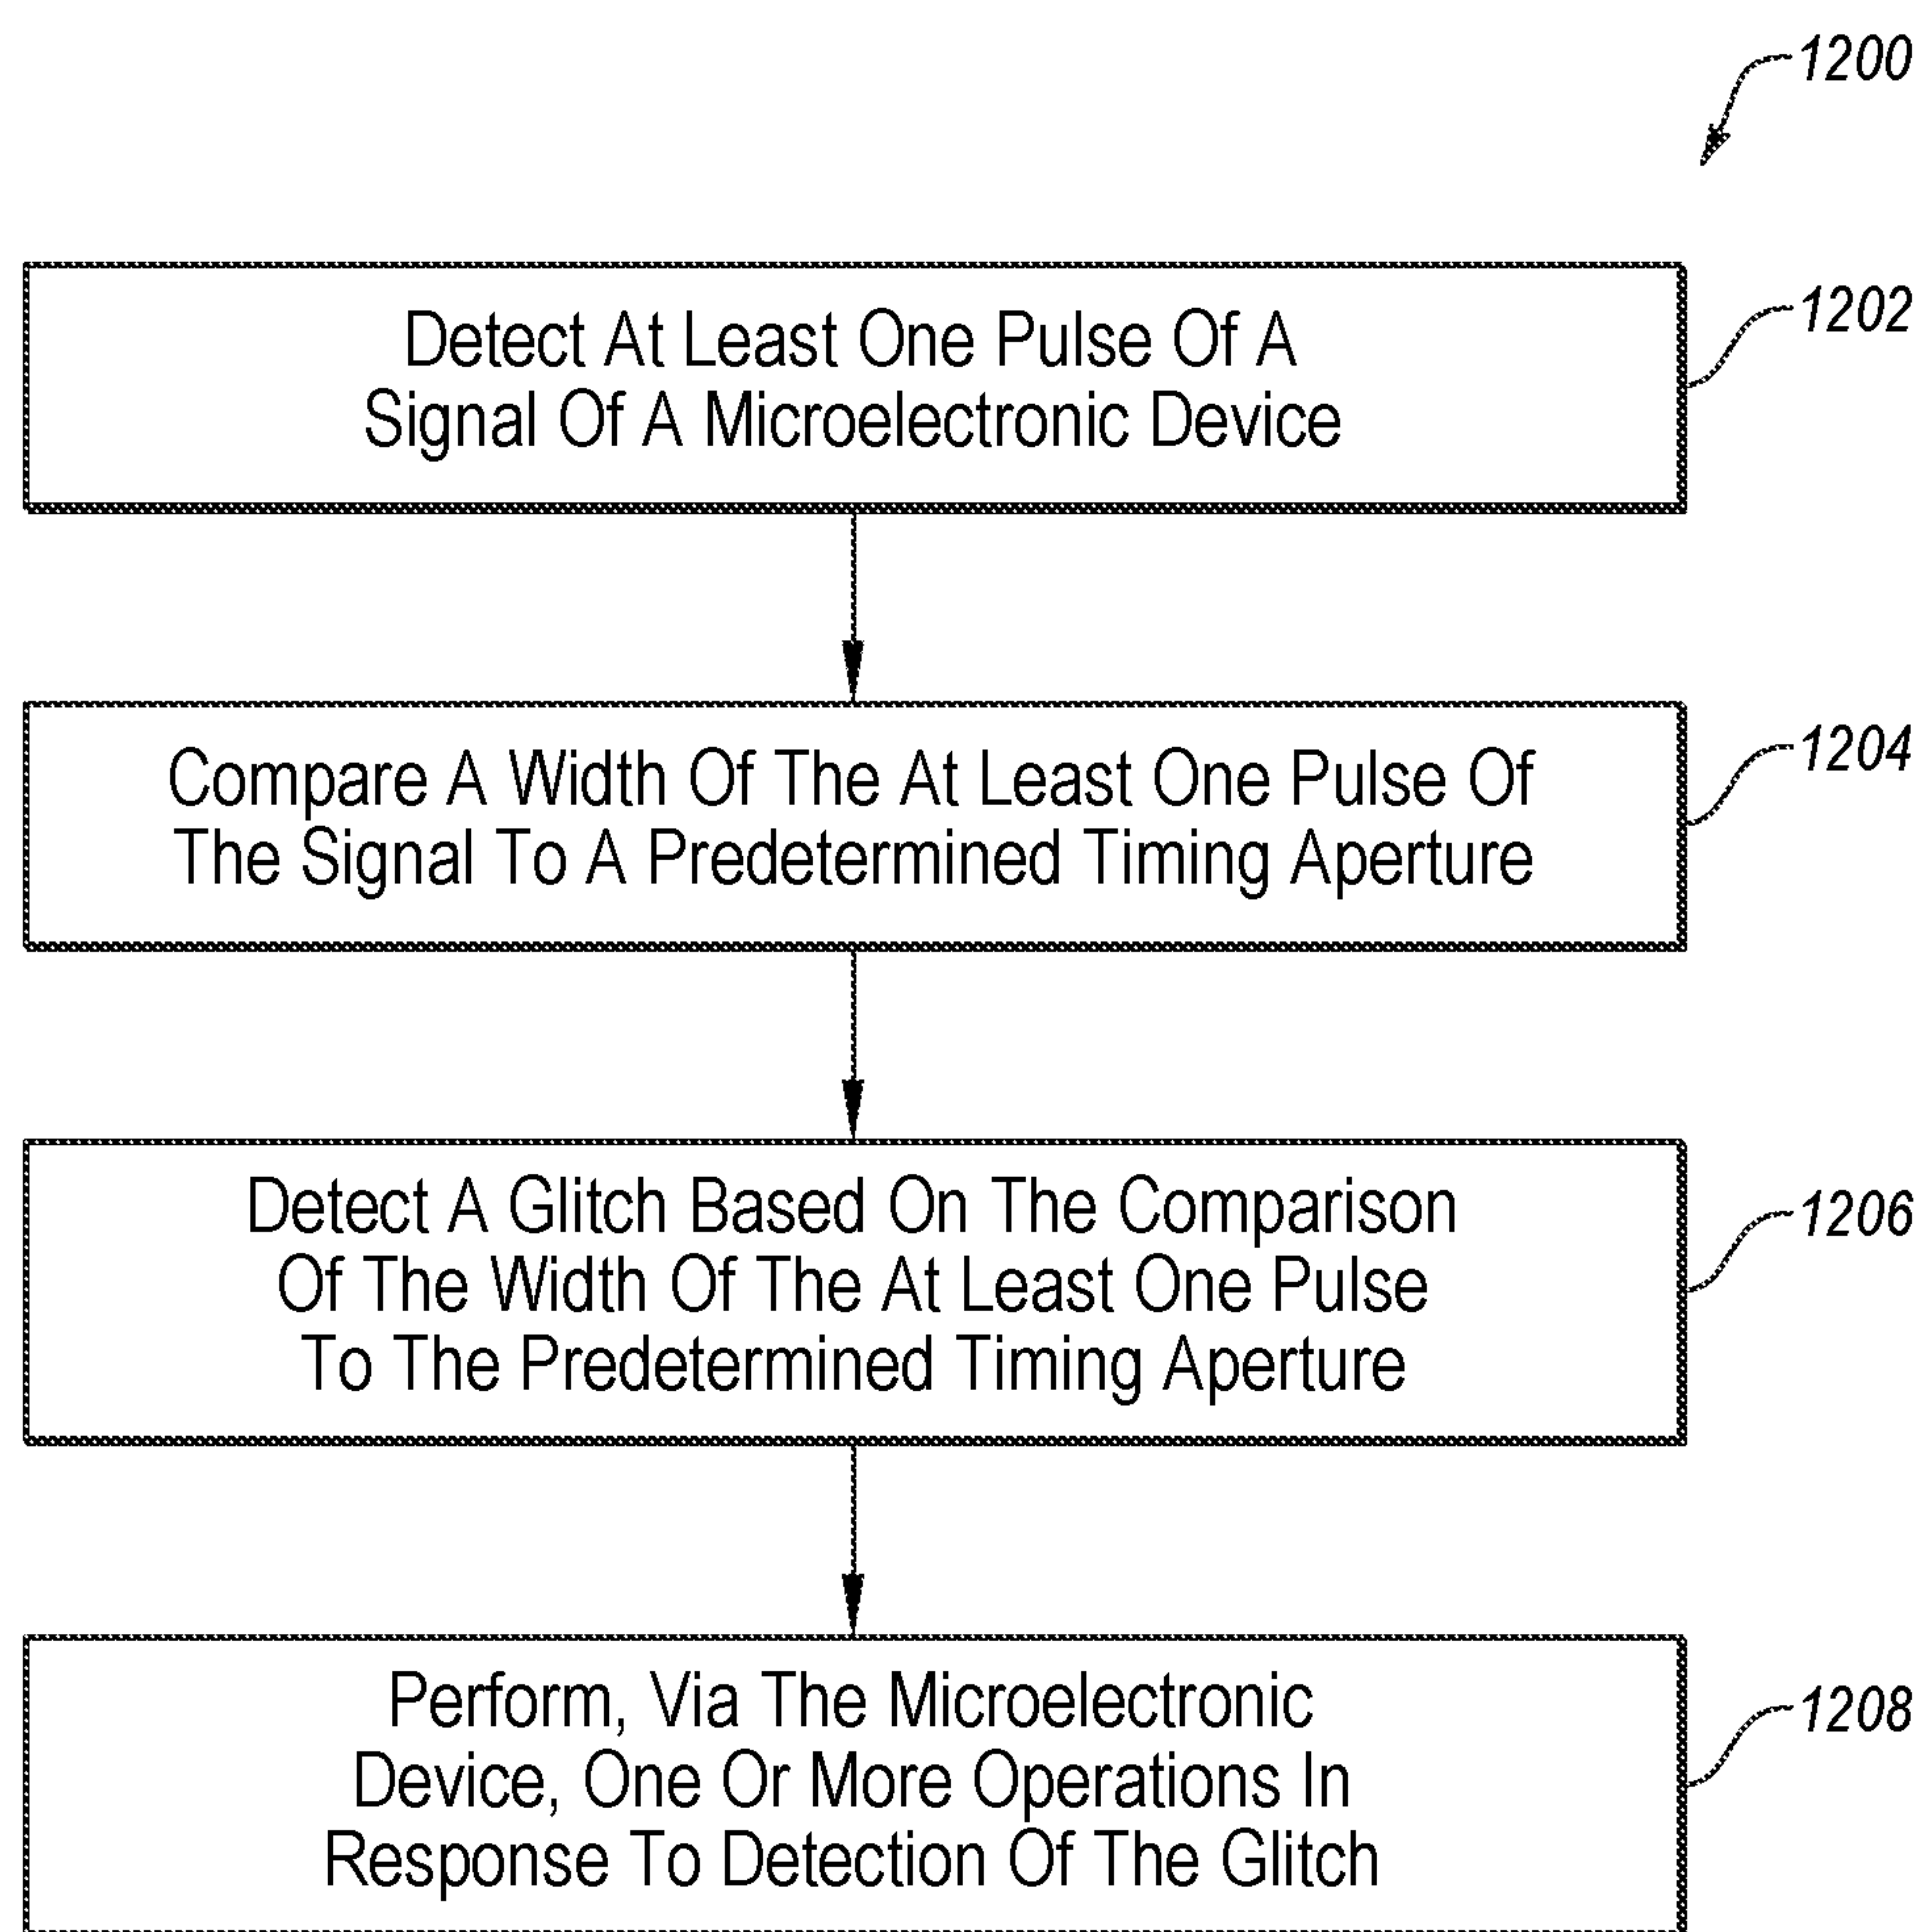 1200
Detect At Least One Pulse Of A
Signal Of A Microelectronic Device
1202
Compare A Width Of The At Least One Pulse Of
The Signal To A Predetermined Timing Aperture
1204
Detect A Glitch Based On The Comparison
Of The Width Of The At Least One Pulse
To The Predetermined Timing Aperture
1206
Perform, Via The Microelectronic
Device, One Or More Operations In
Response To Detection Of The Glitch
1208